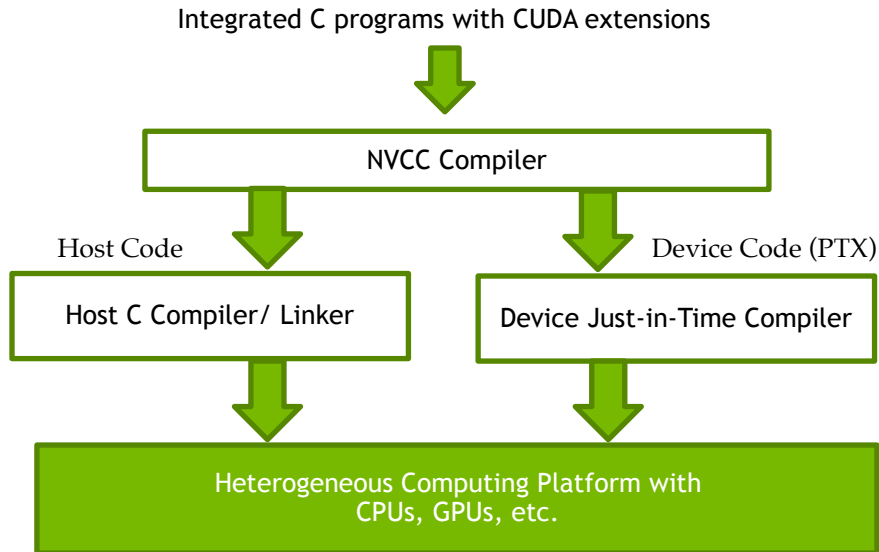 Integrated C programs with CUDA extensions
NVCC Compiler
Host Code
Device Code (PTX)
Host C Compiler/ Linker
Device Just-in-Time Compiler
Heterogeneous Computing Platform with
CPUs, GPUs, etc.